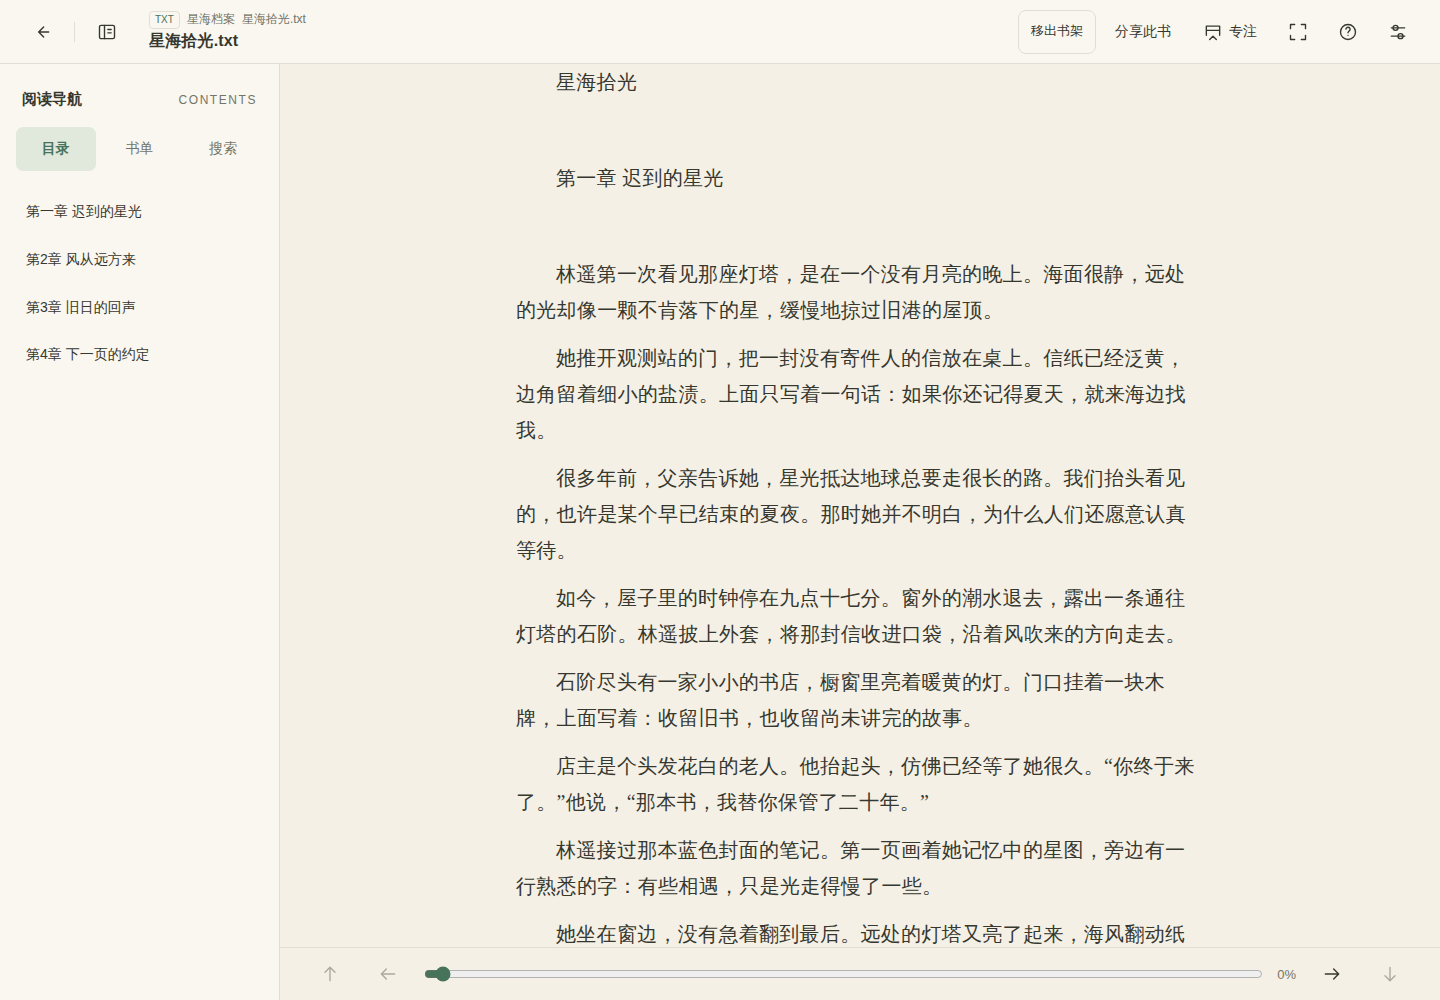 TXT 星海档案 星海拾光.txt
星海拾光.txt
移出书架 分享此书 专注
阅读导航 CONTENTS
目录 书单 搜索
第一章 迟到的星光
第2章 风从远方来
第3章 旧日的回声
第4章 下一页的约定
星海拾光
第一章 迟到的星光
林遥第一次看见那座灯塔，是在一个没有月亮的晚上。海面很静，远处
的光却像一颗不肯落下的星，缓慢地掠过旧港的屋顶。
她推开观测站的门，把一封没有寄件人的信放在桌上。信纸已经泛黄，
边角留着细小的盐渍。上面只写着一句话：如果你还记得夏天，就来海边找
我。
很多年前，父亲告诉她，星光抵达地球总要走很长的路。我们抬头看见
的，也许是某个早已结束的夏夜。那时她并不明白，为什么人们还愿意认真
等待。
如今，屋子里的时钟停在九点十七分。窗外的潮水退去，露出一条通往
灯塔的石阶。林遥披上外套，将那封信收进口袋，沿着风吹来的方向走去。
石阶尽头有一家小小的书店，橱窗里亮着暖黄的灯。门口挂着一块木
牌，上面写着：收留旧书，也收留尚未讲完的故事。
店主是个头发花白的老人。他抬起头，仿佛已经等了她很久。“你终于来
了。”他说，“那本书，我替你保管了二十年。”
林遥接过那本蓝色封面的笔记。第一页画着她记忆中的星图，旁边有一
行熟悉的字：有些相遇，只是光走得慢了一些。
她坐在窗边，没有急着翻到最后。远处的灯塔又亮了起来，海风翻动纸
0%